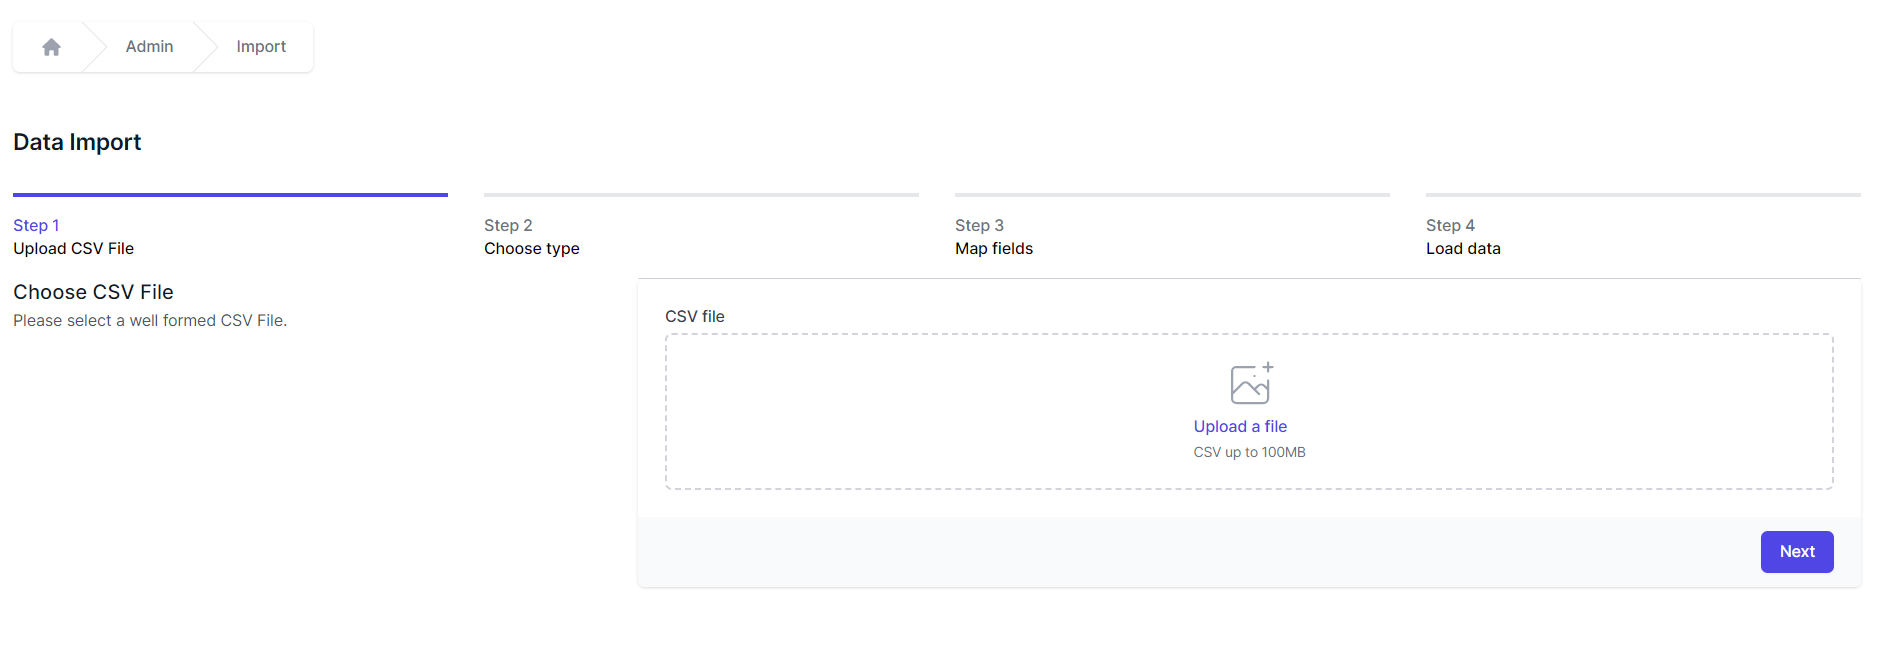 Admin
Import
Data Import
Step 1
Upload CSV File
Step 2
Choose type
Step 3
Map fields
Step 4
Load data
Choose CSV File
Please select a well formed CSV File.
CSV file
Upload a file
CSV up to 100MB
Next